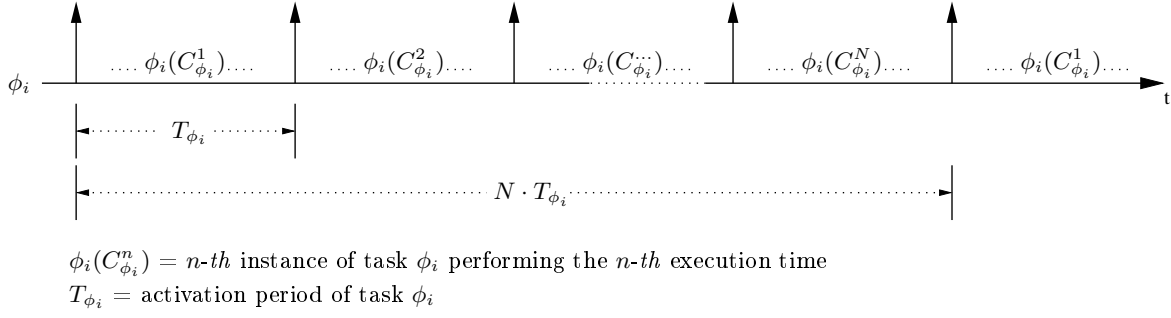 .... ϕ_i(C^1_{ϕ_i}).... .... ϕ_i(C^2_{ϕ_i}).... .... ϕ_i(C^{...}_{ϕ_i}).... .... ϕ_i(C^N_{ϕ_i}).... .... ϕ_i(C^1_{ϕ_i})....
ϕ_i
t
T_{ϕ_i}
N · T_{ϕ_i}
ϕ_i(C^n_{ϕ_i}) = n-th instance of task ϕ_i performing the n-th execution time
T_{ϕ_i} = activation period of task ϕ_i